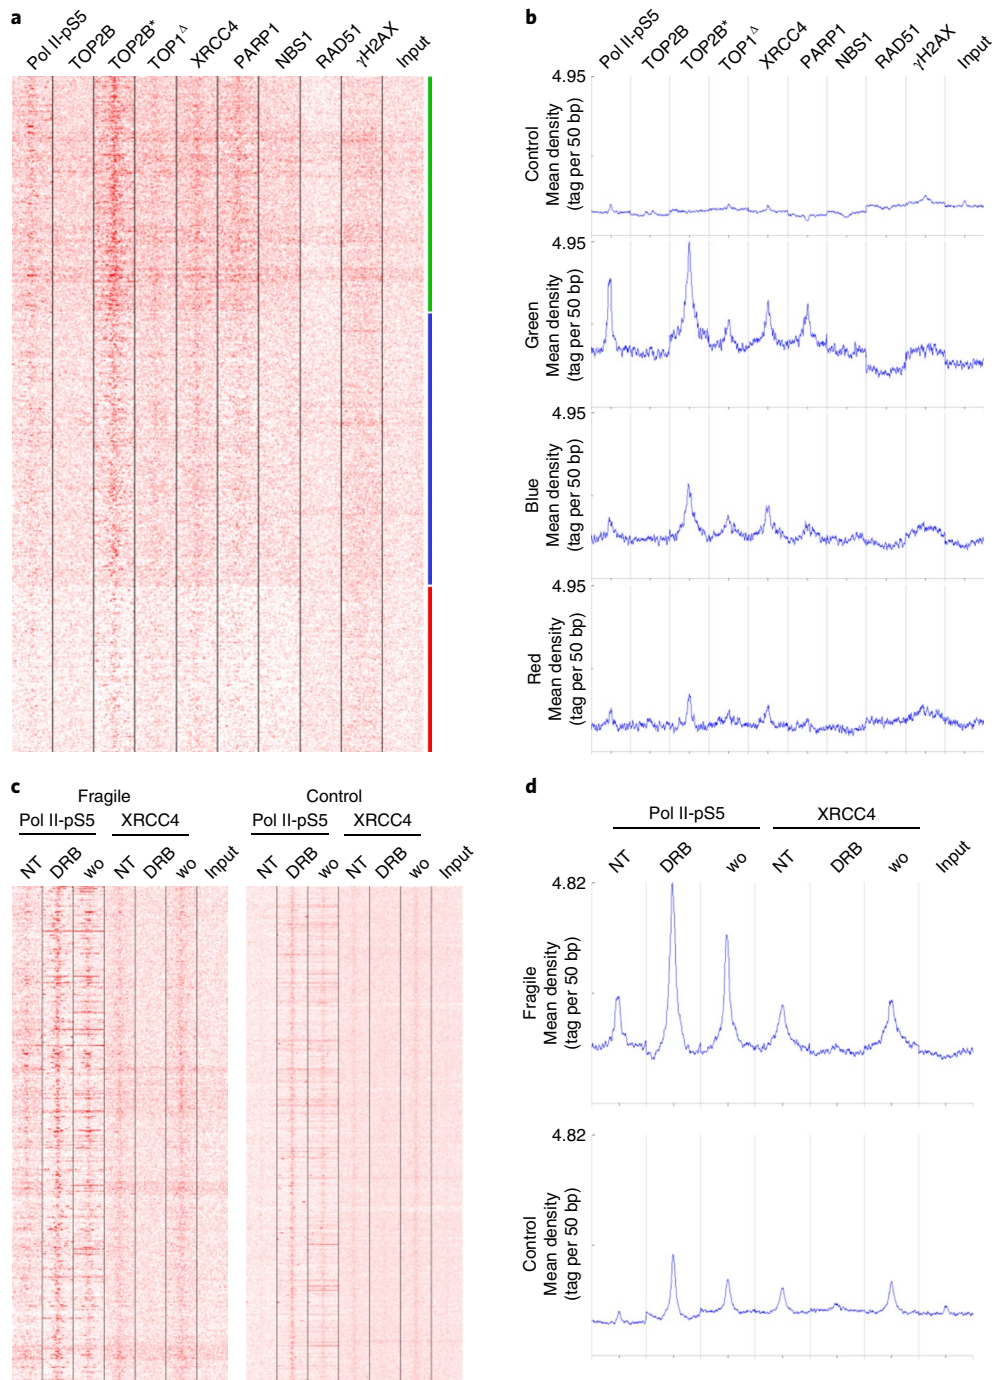 a
Pol II-pS5 TOP2B TOP2B* TOP1Δ XRCC4 PARP1 NBS1 RAD51 γH2AX Input
b
Pol II-pS5 TOP2B TOP2B* TOP1Δ XRCC4 PARP1 NBS1 RAD51 γH2AX Input
4.95
Control
Mean density
(tag per 50 bp)
4.95
Green
Mean density
(tag per 50 bp)
4.95
Blue
Mean density
(tag per 50 bp)
4.95
Red
Mean density
(tag per 50 bp)
c
Fragile Control
Pol II-pS5 XRCC4 Pol II-pS5 XRCC4
NT DRB wo NT DRB wo Input NT DRB wo NT DRB wo Input
d
Pol II-pS5 XRCC4
NT DRB wo NT DRB wo Input
4.82
Fragile
Mean density
(tag per 50 bp)
4.82
Control
Mean density
(tag per 50 bp)